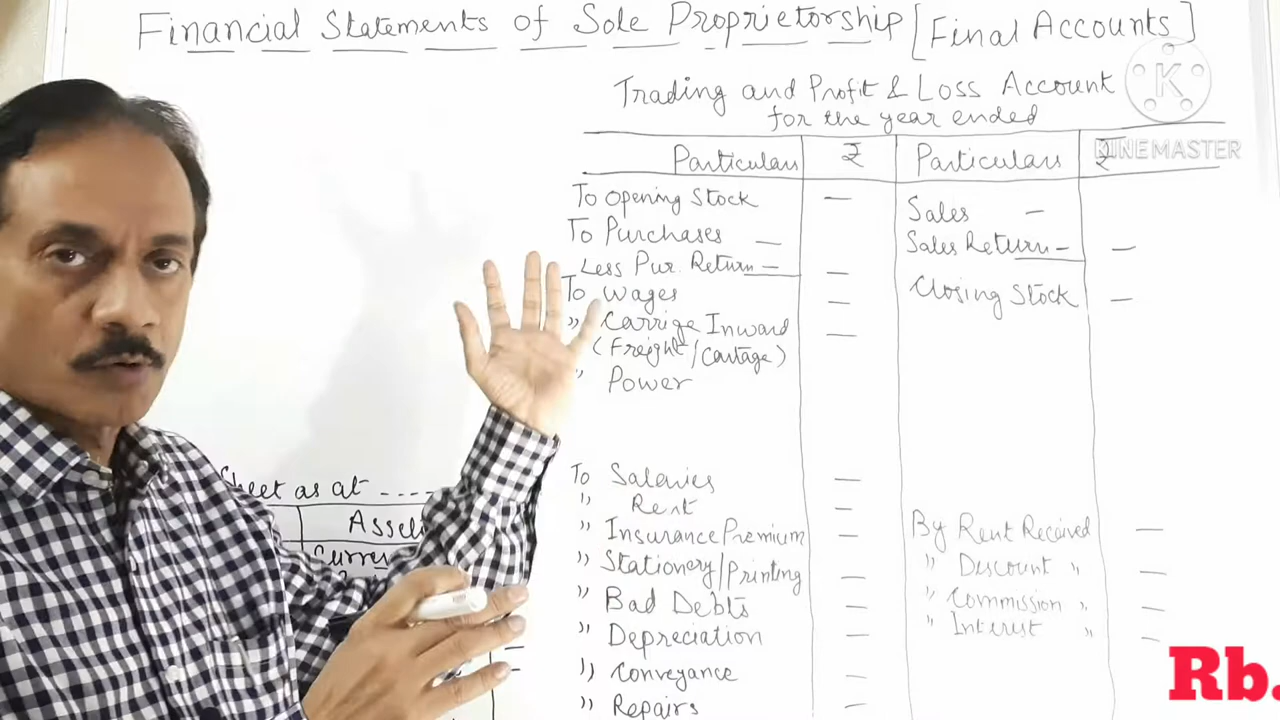 Financial Statements of Sole Proprietorship [Final Accounts]
Trading and Profit & Loss Account
for the year ended
Particulars ₹ Particulars ₹
KINEMASTER
To Opening Stock —
To Purchases —
Less Pur. Return — —
To Wages —
" Carrige Inward —
(Freight/Cartage)
" Power
Sales —
Sales Return — —
Closing Stock —
To Salaries —
" Rent —
" Insurance Premium —
" Stationery/Printing —
" Bad Debts —
" Depreciation —
" Conveyance —
" Repairs —
By Rent Received —
" Discount " —
" Commission " —
" Interest " —
Sheet as at ----
Assets
Current
Rb.